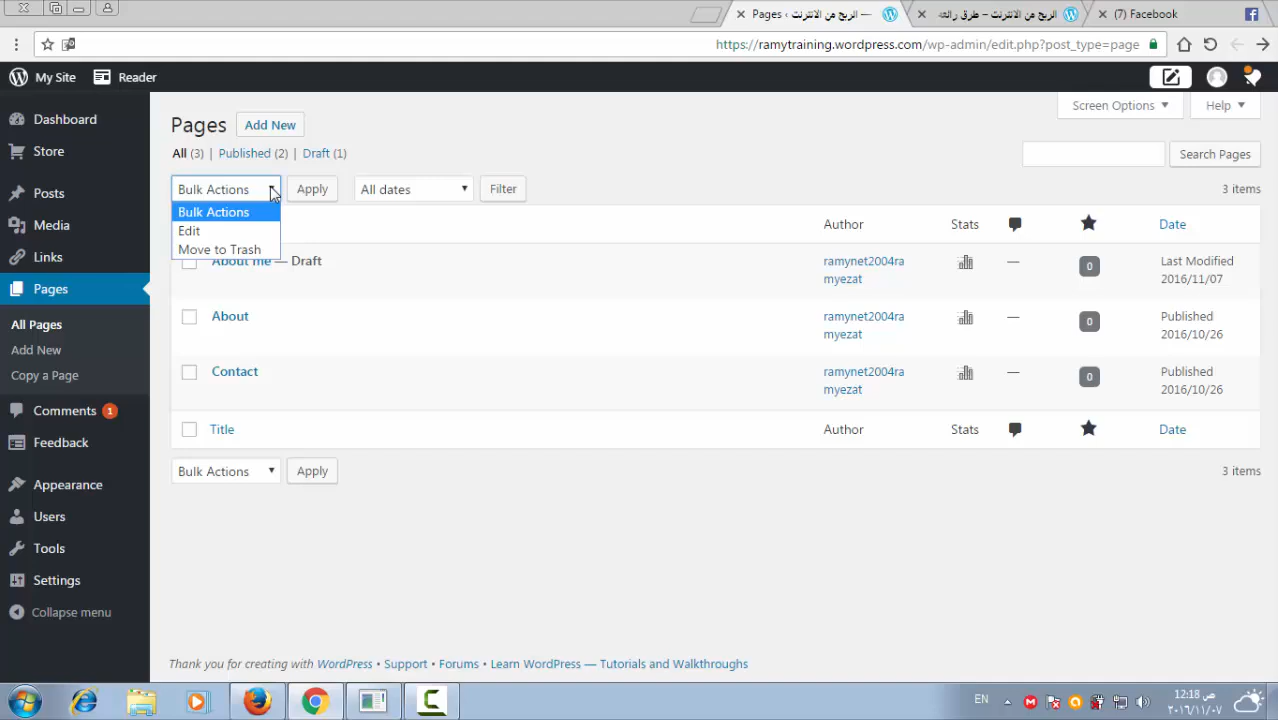 Pages ‹ الربح من الانترنت —
الربح من الانترنت – طرق رائعة
(7) Facebook
https://ramytraining.wordpress.com/wp-admin/edit.php?post_type=page
My Site
Reader
Screen Options
Help
Dashboard
Store
Posts
Media
Links
Pages
All Pages
Add New
Copy a Page
Comments 1
Feedback
Appearance
Users
Tools
Settings
Collapse menu
Pages Add New
All (3) | Published (2) | Draft (1)
Search Pages
Bulk Actions Apply All dates Filter 3 items
Bulk Actions
Edit
Move to Trash
Author Stats Date
About me — Draft ramynet2004ra — 0 Last Modified
myezat 2016/11/07
About ramynet2004ra — 0 Published
myezat 2016/10/26
Contact ramynet2004ra — 0 Published
myezat 2016/10/26
Title Author Stats Date
Bulk Actions Apply 3 items
Thank you for creating with WordPress • Support • Forums • Learn WordPress — Tutorials and Walkthroughs
EN
12:18 ص
٢٠١٦/١١/٠٧